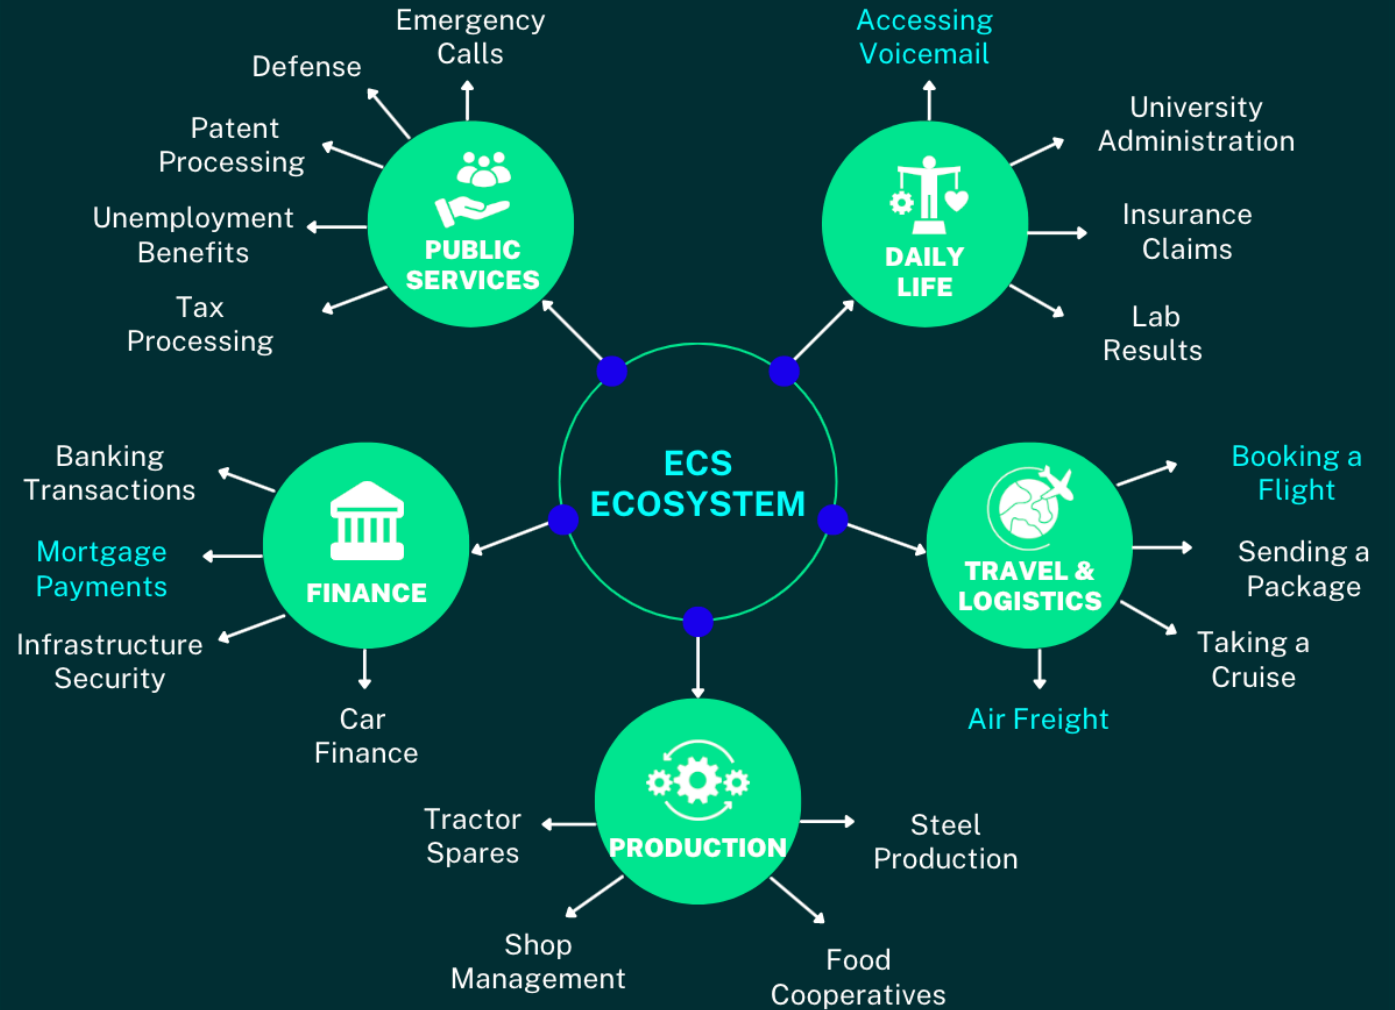 Emergency
Calls
Defense
Patent
Processing
Unemployment
Benefits
Tax
Processing
PUBLIC
SERVICES
Accessing
Voicemail
University
Administration
Insurance
Claims
Lab
Results
DAILY
LIFE
ECS
ECOSYSTEM
Banking
Transactions
Mortgage
Payments
Infrastructure
Security
Car
Finance
FINANCE
Booking a
Flight
Sending a
Package
Taking a
Cruise
Air Freight
TRAVEL &
LOGISTICS
PRODUCTION
Tractor
Spares
Shop
Management
Steel
Production
Food
Cooperatives